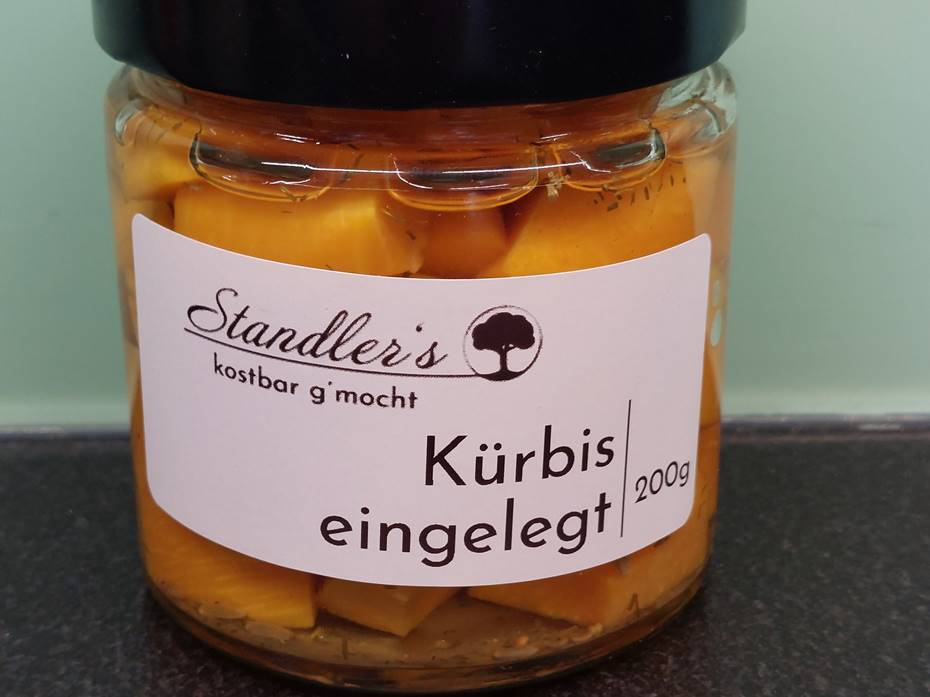 Standler's
kostbar g'mocht
Kürbis
eingelegt
200g